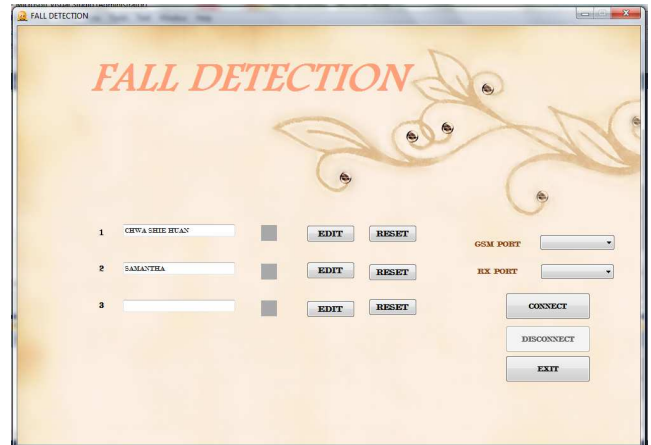 FALL DETECTION
FALL DETECTION
1 CHWA SHIE HUAN EDIT RESET
GSM PORT
2 SAMANTHA EDIT RESET
RX PORT
3 EDIT RESET
CONNECT
DISCONNECT
EXIT